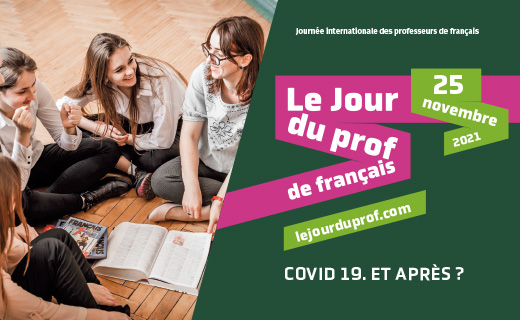 Journée internationale des professeurs de français
25
novembre
2021
Le Jour
du prof
de français
lejourduprof.com
COVID 19. ET APRÈS ?